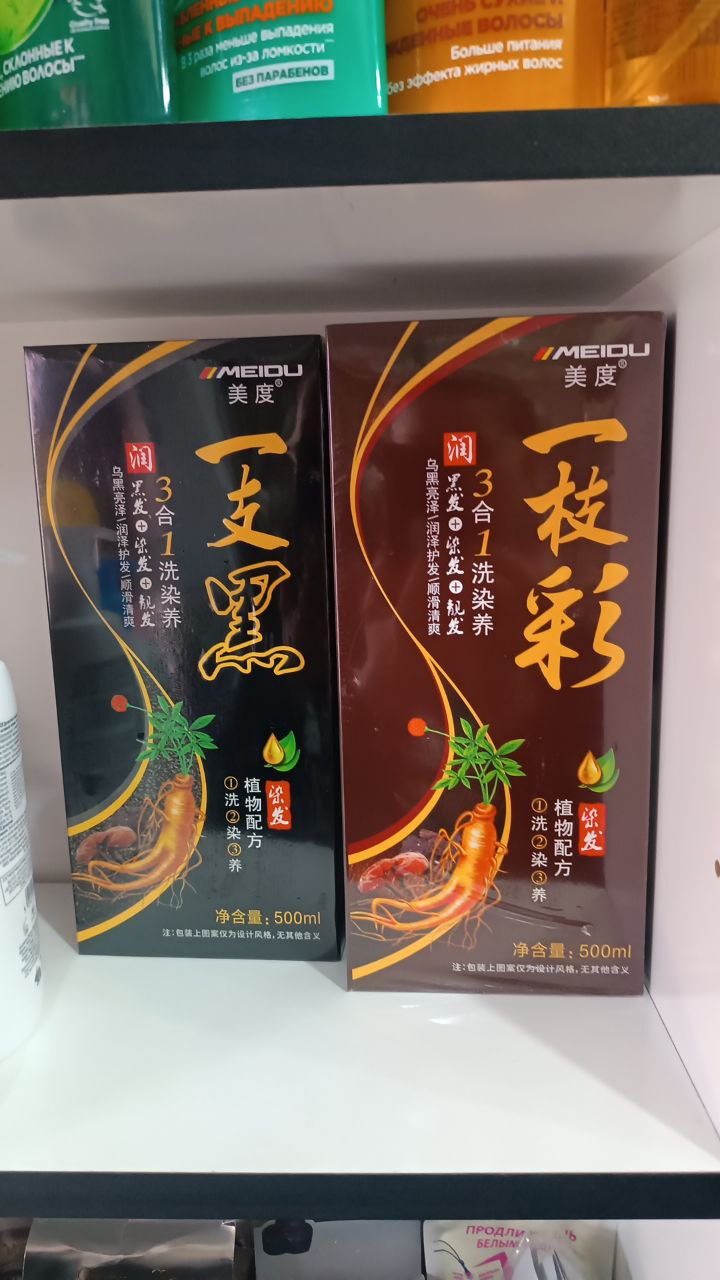 СКЛОННЫЕ К
НИЮ ВОЛОСЫ
К ВЫПАДЕНИЮ
В 3 раза меньше выпадения
волос из-за ломкости
БЕЗ ПАРАБЕНОВ
ОЧЕНЬ СУХИЕ И
ЖДЕННЫЕ ВОЛОСЫ
Больше питания
без эффекта жирных волос
MEIDU
美度®
一支黑
润
3合1洗染养
黑发+染发+靓发
乌黑亮泽/润泽护发/顺滑清爽
染发
植物配方
①洗②染③养
净含量:500ml
注:包装上图案仅为设计风格,无其他含义
MEIDU
美度®
一枝彩
润
3合1洗染养
黑发+染发+靓发
乌黑亮泽/润泽护发/顺滑清爽
染发
植物配方
①洗②染③养
净含量:500ml
注:包装上图案仅为设计风格,无其他含义